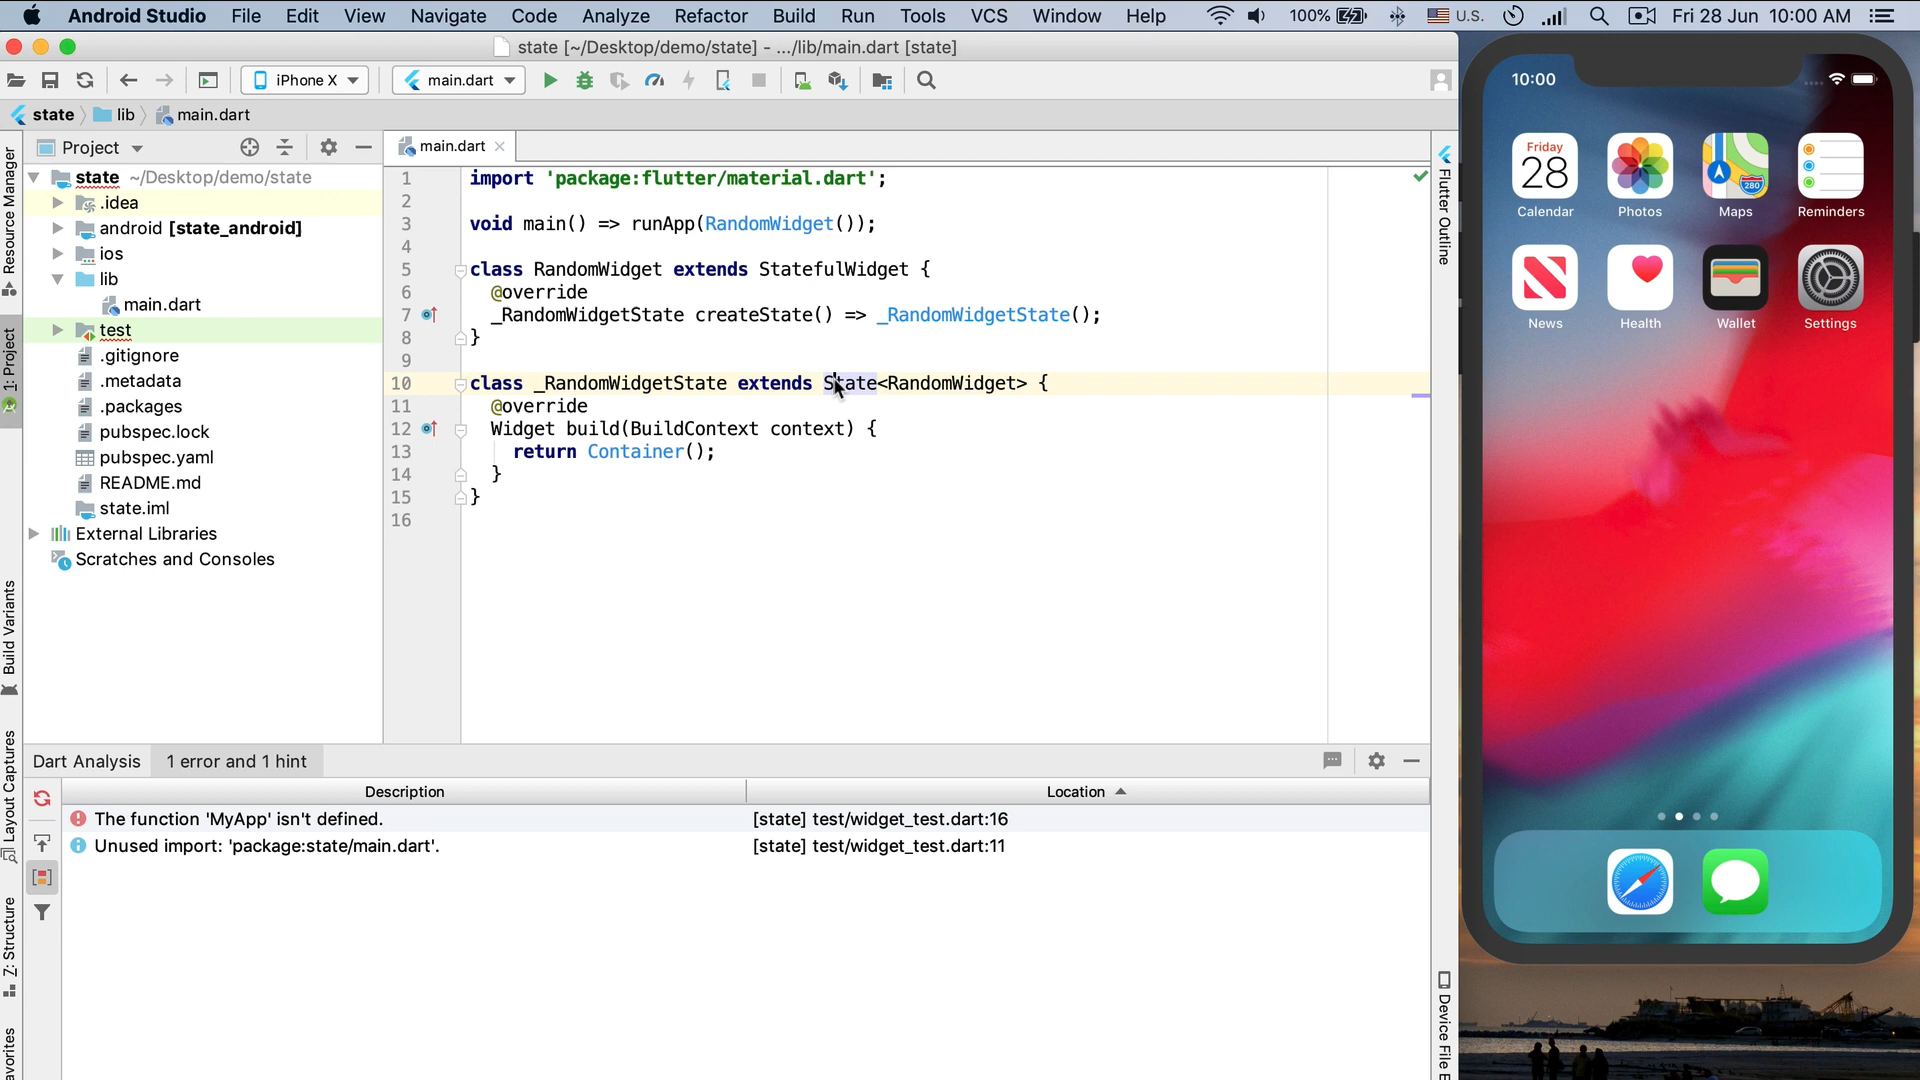 Android Studio File Edit View Navigate Code Analyze Refactor Build Run Tools VCS Window Help 100% U.S. Fri 28 Jun 10:00 AM
state [~/Desktop/demo/state] - .../lib/main.dart [state]
iPhone X main.dart
state lib main.dart
Project
main.dart
state ~/Desktop/demo/state
.idea
android [state_android]
ios
lib
main.dart
test
.gitignore
.metadata
.packages
pubspec.lock
pubspec.yaml
README.md
state.iml
External Libraries
Scratches and Consoles
1 import 'package:flutter/material.dart';
2
3 void main() => runApp(RandomWidget());
4
5 class RandomWidget extends StatefulWidget {
6 @override
7 _RandomWidgetState createState() => _RandomWidgetState();
8 }
9
10 class _RandomWidgetState extends State<RandomWidget> {
11 @override
12 Widget build(BuildContext context) {
13 return Container();
14 }
15 }
16
Resource Manager
1: Project
Build Variants
Layout Captures
Z: Structure
Flutter Outline
Dart Analysis 1 error and 1 hint
Description Location
The function 'MyApp' isn't defined. [state] test/widget_test.dart:16
Unused import: 'package:state/main.dart'. [state] test/widget_test.dart:11
10:00
Friday
28
280
Calendar Photos Maps Reminders
News Health Wallet Settings